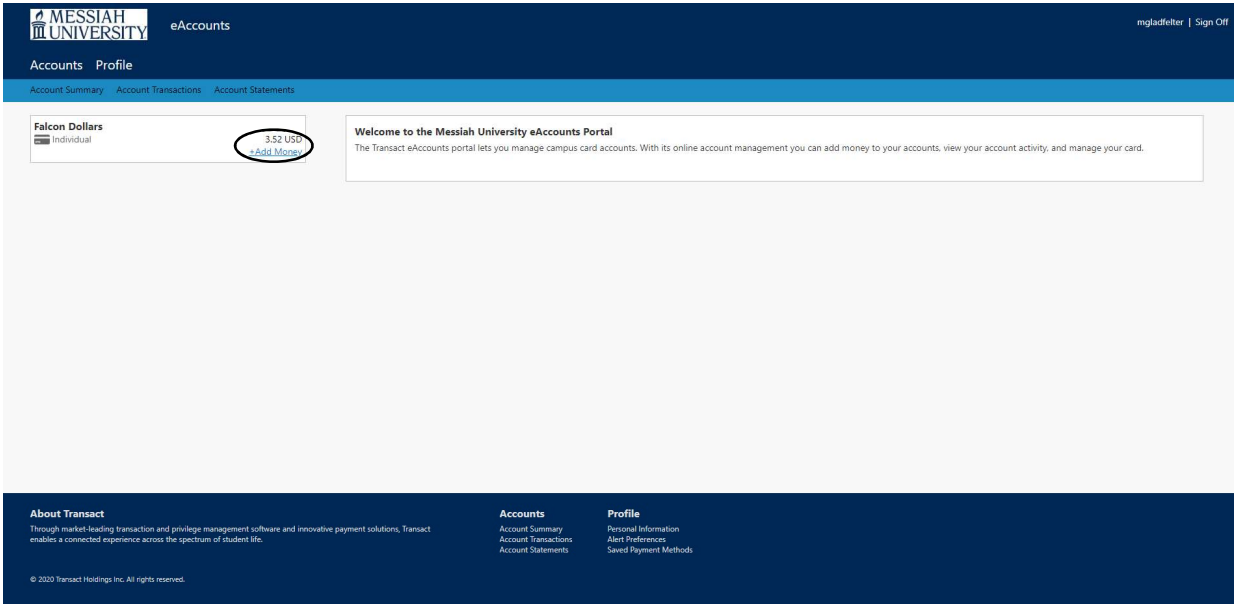 MESSIAH
UNIVERSITY
eAccounts
mgladfelter | Sign Off
Accounts Profile
Account Summary Account Transactions Account Statements
Falcon Dollars
Individual
3.52 USD
+Add Money
Welcome to the Messiah University eAccounts Portal
The Transact eAccounts portal lets you manage campus card accounts. With its online account management you can add money to your accounts, view your account activity, and manage your card.
About Transact
Through market-leading transaction and privilege management software and innovative payment solutions, Transact
enables a connected experience across the spectrum of student life.
Accounts
Account Summary
Account Transactions
Account Statements
Profile
Personal Information
Alert Preferences
Saved Payment Methods
© 2020 Transact Holdings Inc. All rights reserved.